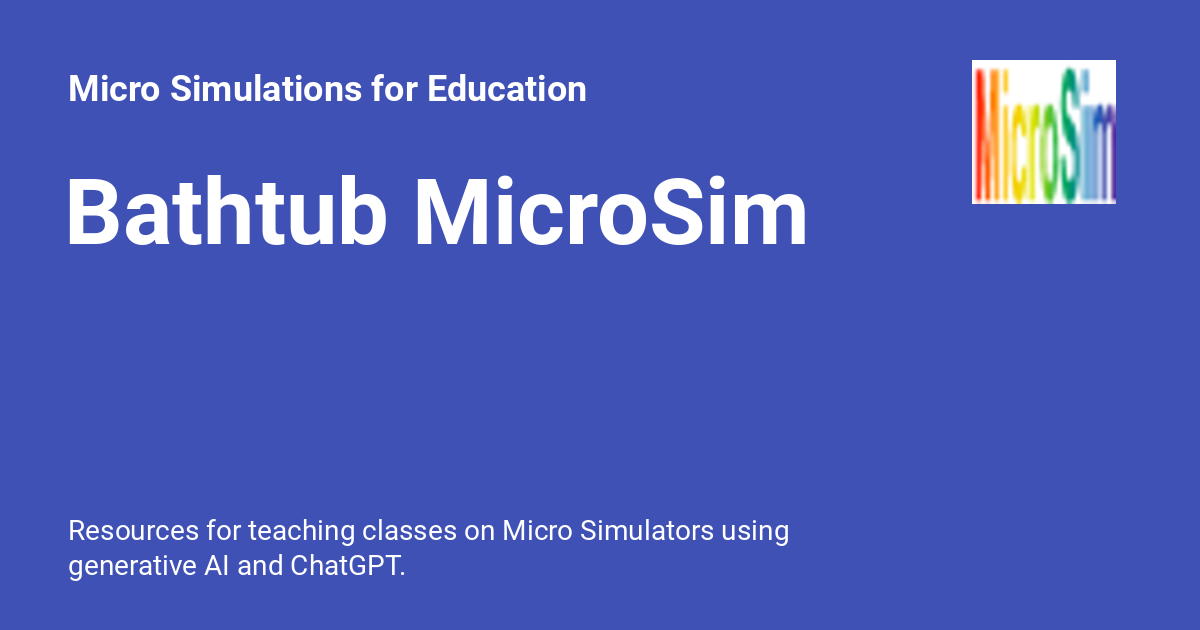 Micro Simulations for Education
MicroSim
Bathtub MicroSim
Resources for teaching classes on Micro Simulators using
generative AI and ChatGPT.